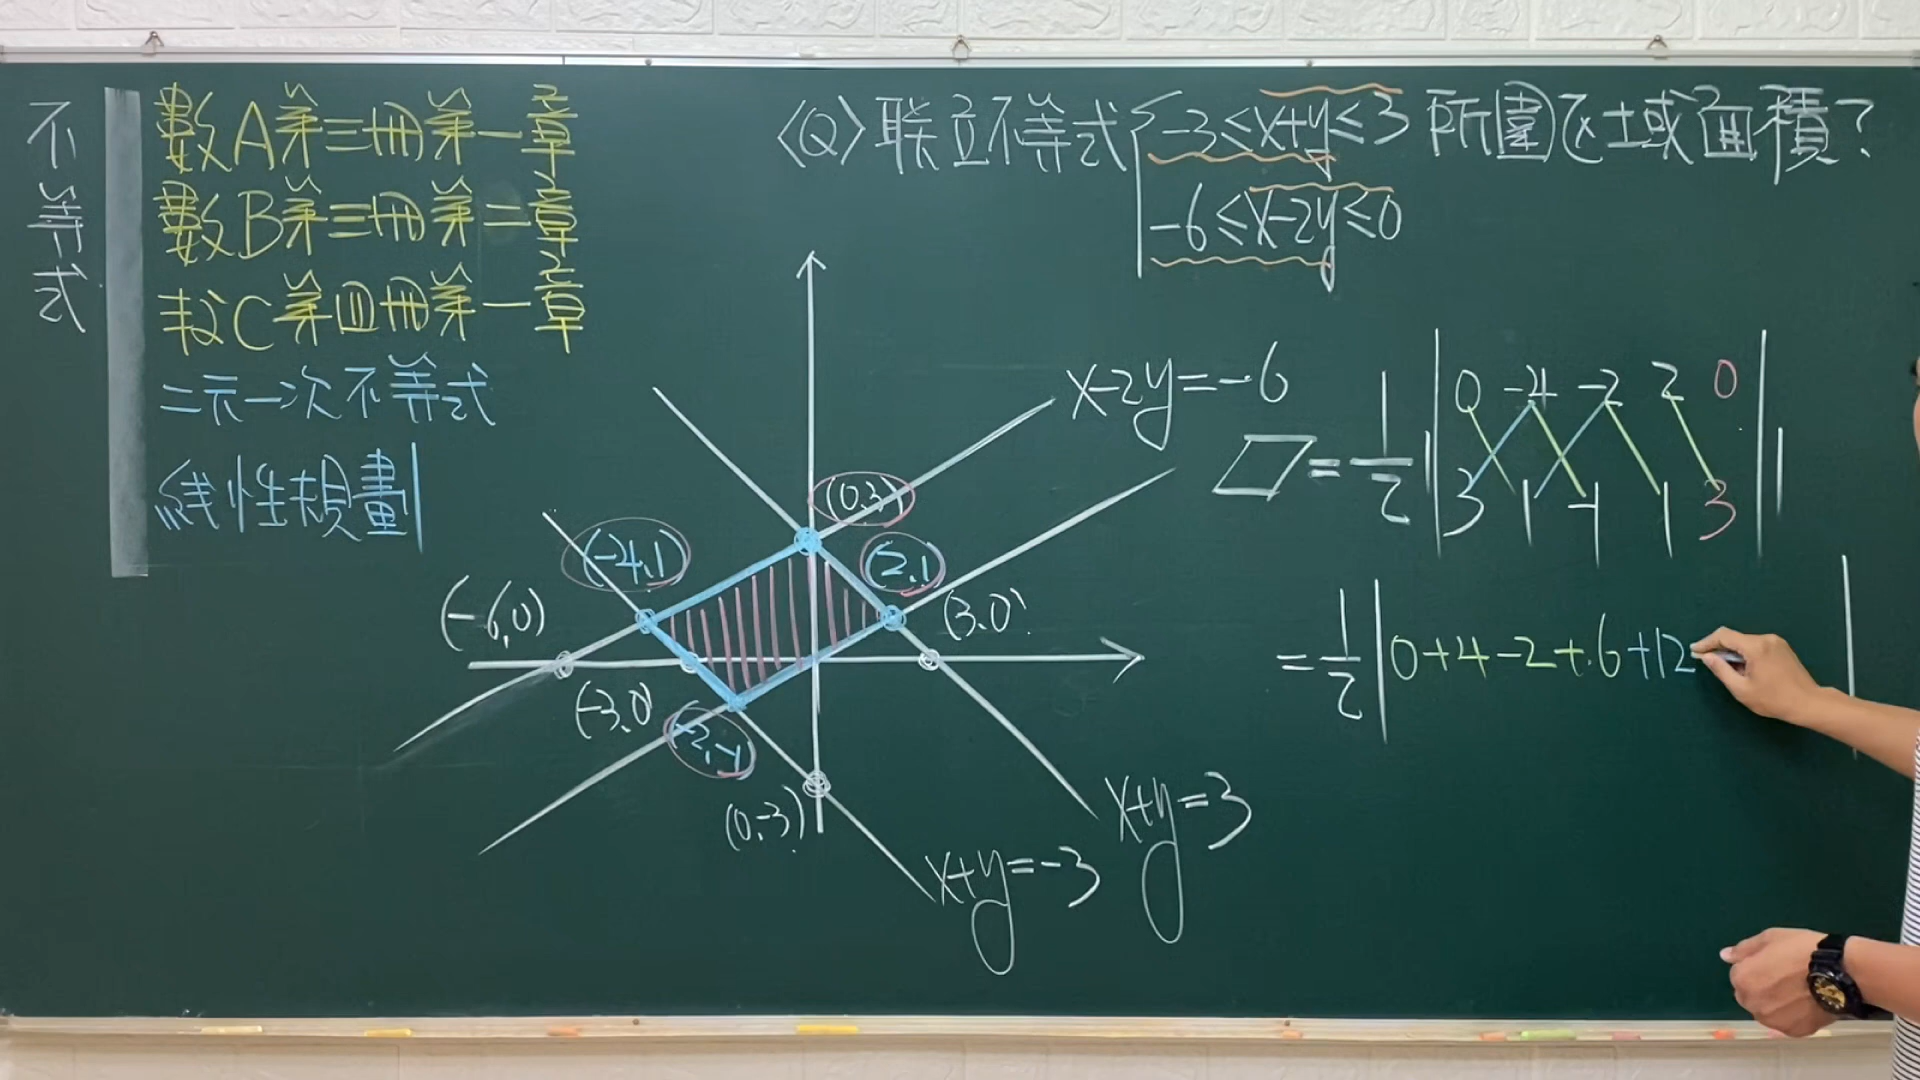 不等式
數A第三冊第一章
數B第三冊第二章
数C第四冊第一章
二元一次不等式
線性規劃
〈Q〉聯立不等式{-3≤x+y≤3 所圍区域面積？
-6≤x-2y≤0
x-2y=-6
(0,3)
(-4,1)
(2,1)
(-6,0)
(3,0)
(-3,0)
(-2,-1)
(0,-3)
x+y=3
x+y=-3
▱=1/2||0 -4 -2 2 0
3 1 -1 1 3||
=1/2|0+4-2+6+12 |